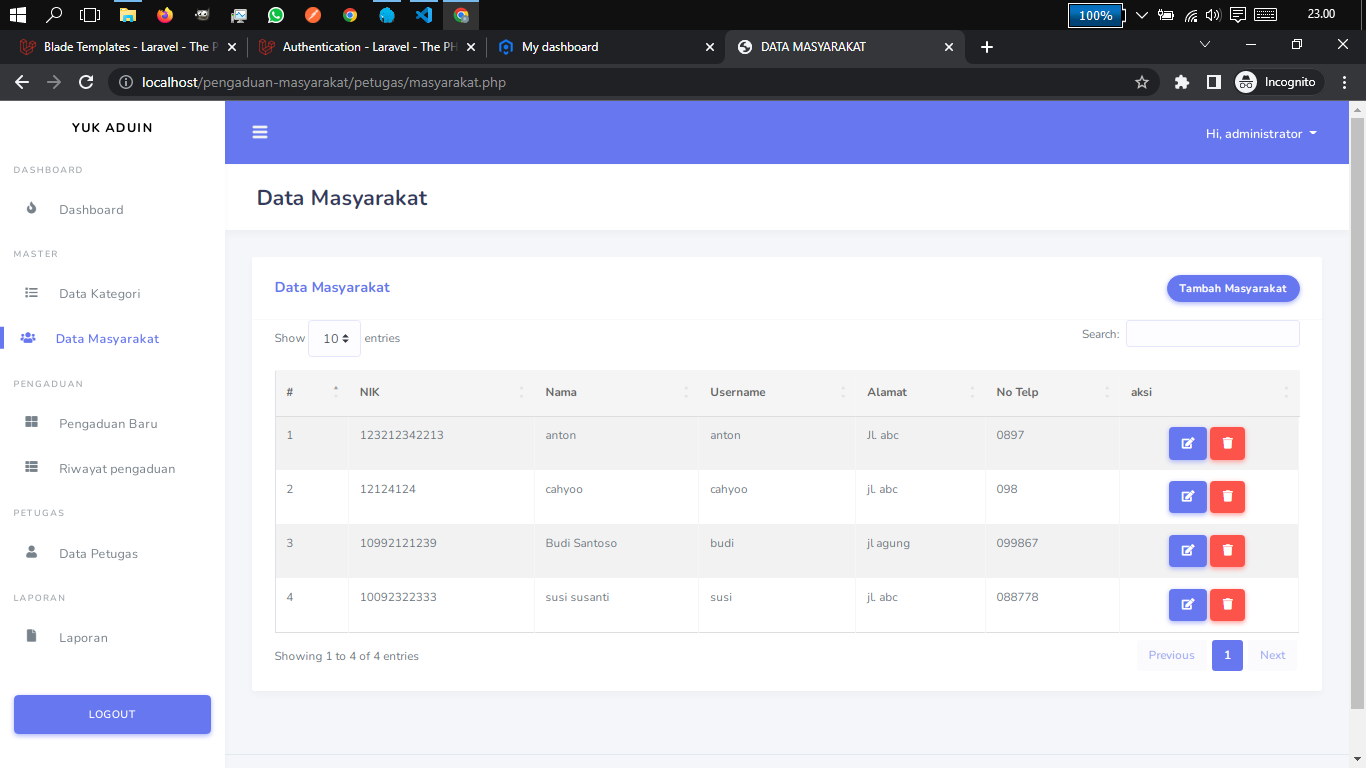 100%
23.00
Blade Templates - Laravel - The P
Authentication - Laravel - The PH
My dashboard
DATA MASYARAKAT
localhost/pengaduan-masyarakat/petugas/masyarakat.php
Incognito
YUK ADUIN
Hi, administrator
DASHBOARD
Dashboard
MASTER
Data Kategori
Data Masyarakat
PENGADUAN
Pengaduan Baru
Riwayat pengaduan
PETUGAS
Data Petugas
LAPORAN
Laporan
LOGOUT
Data Masyarakat
Data Masyarakat
Tambah Masyarakat
Show 10 entries
Search:
# NIK Nama Username Alamat No Telp aksi
1 123212342213 anton anton Jl. abc 0897
2 12124124 cahyoo cahyoo jl. abc 098
3 10992121239 Budi Santoso budi jl agung 099867
4 10092322333 susi susanti susi jl. abc 088778
Showing 1 to 4 of 4 entries
Previous 1 Next